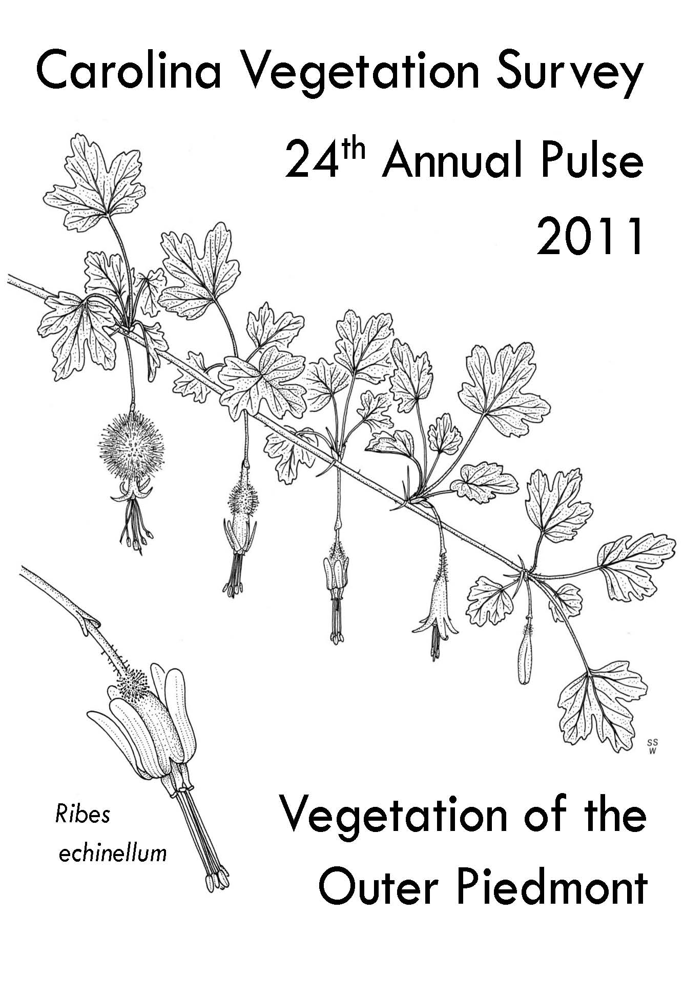 Carolina Vegetation Survey
24th Annual Pulse
2011
SS
W
Ribes
echinellum
Vegetation of the
Outer Piedmont